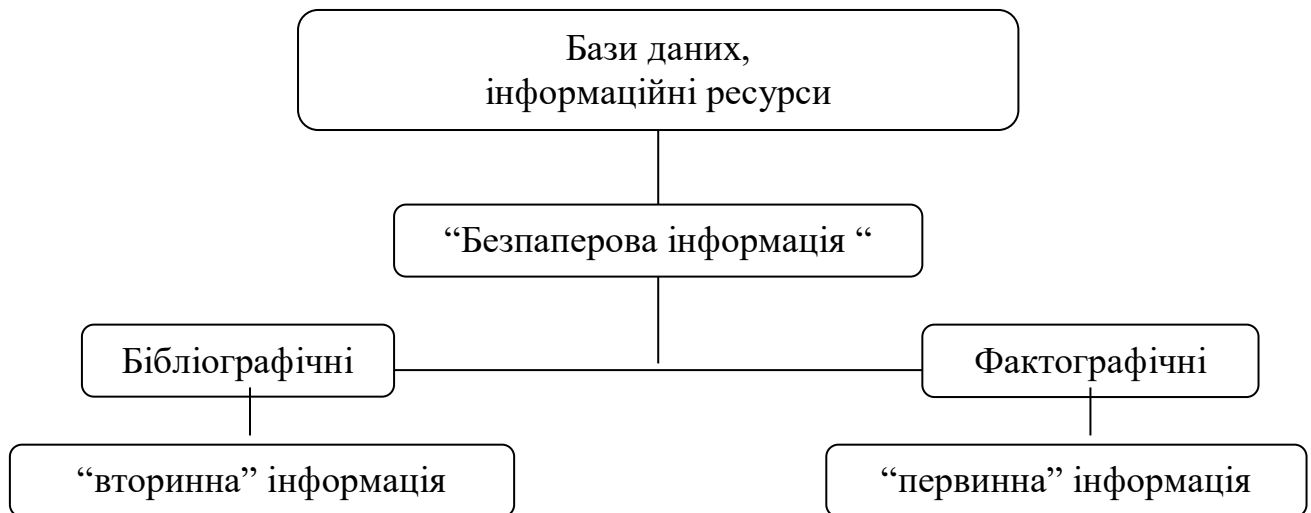 Бази даних,
інформаційні ресурси
“Безпаперова інформація “
Бібліографічні
Фактографічні
“вторинна” інформація
“первинна” інформація